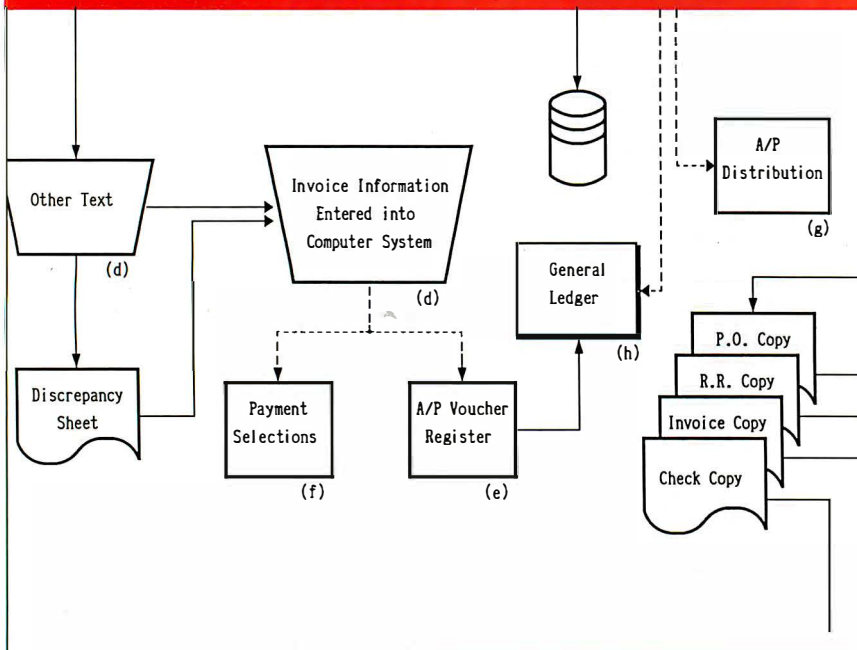 Other Text
(d)
Invoice Information
Entered into
Computer System
(d)
A/P
Distribution
(g)
General
Ledger
(h)
Discrepancy
Sheet
Payment
Selections
(f)
A/P Voucher
Register
(e)
P.O. Copy
R.R. Copy
Invoice Copy
Check Copy